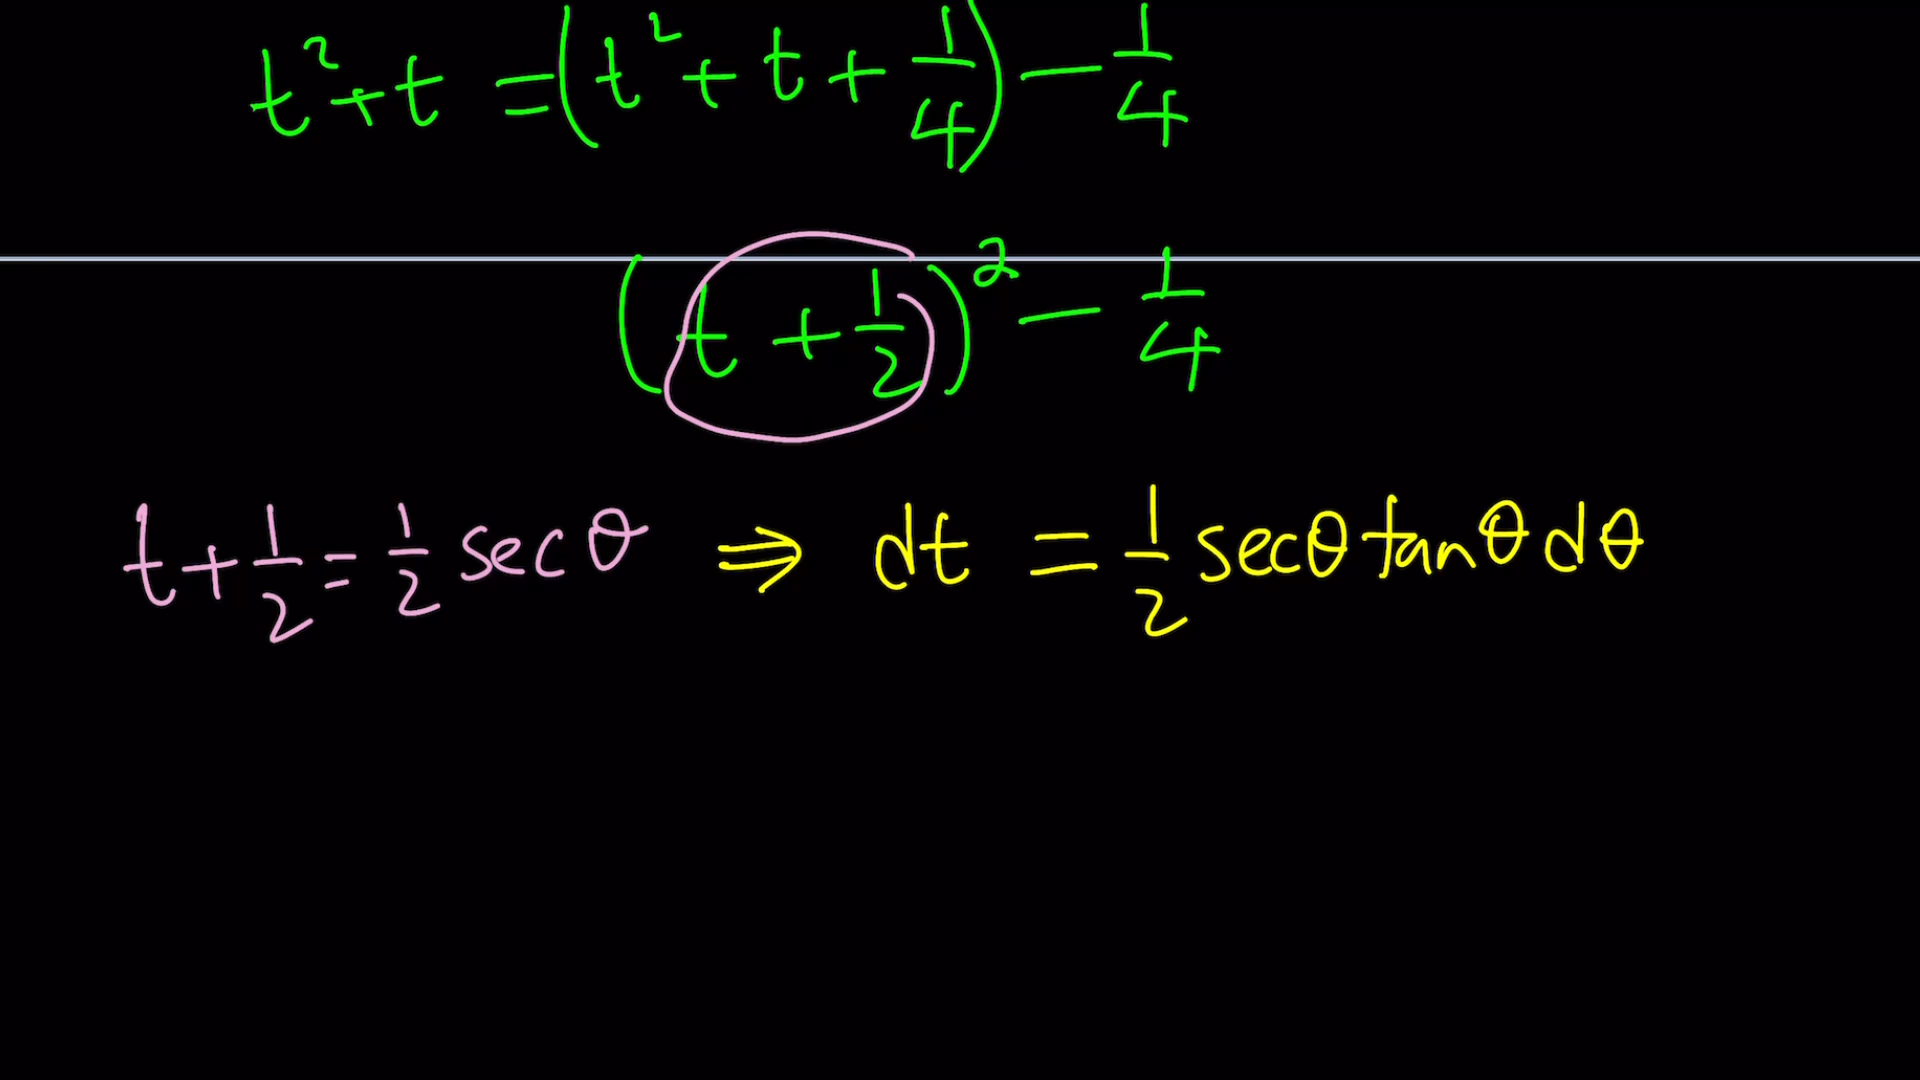 t² + t = (t² + t + 1/4) − 1/4
(t + 1/2)² − 1/4
t + 1/2 = 1/2 secθ ⇒ dt = 1/2 secθ tanθ dθ